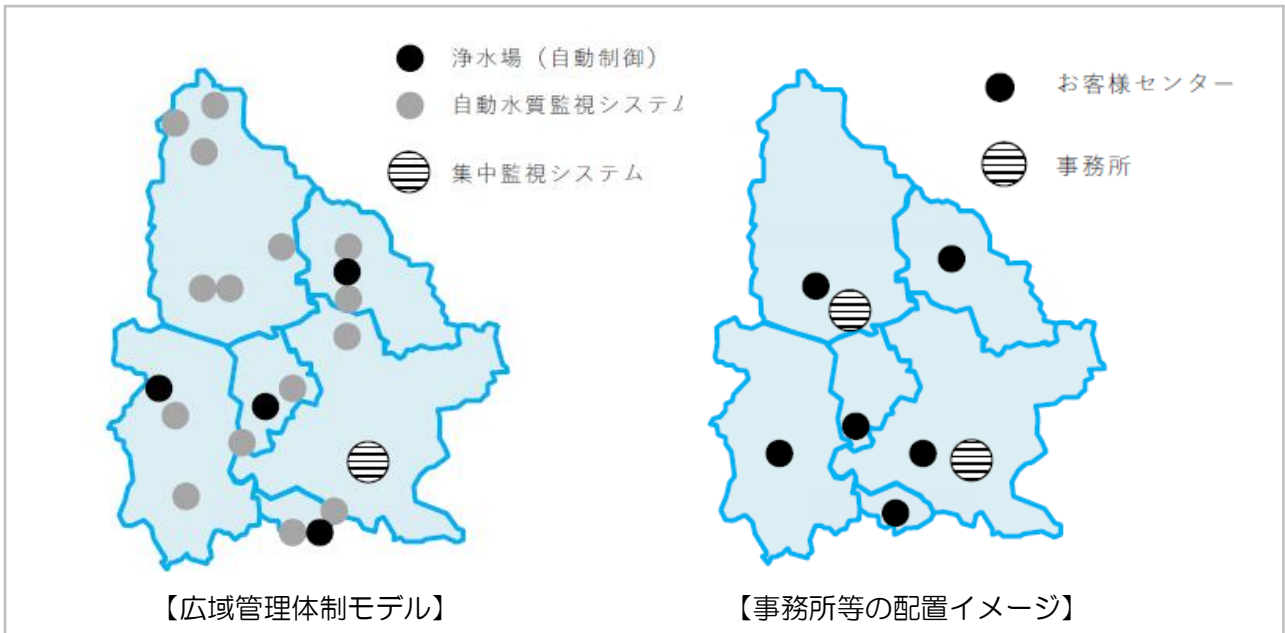 浄水場（自動制御）
自動水質監視システム
集中監視システム
【広域管理体制モデル】
お客様センター
事務所
【事務所等の配置イメージ】